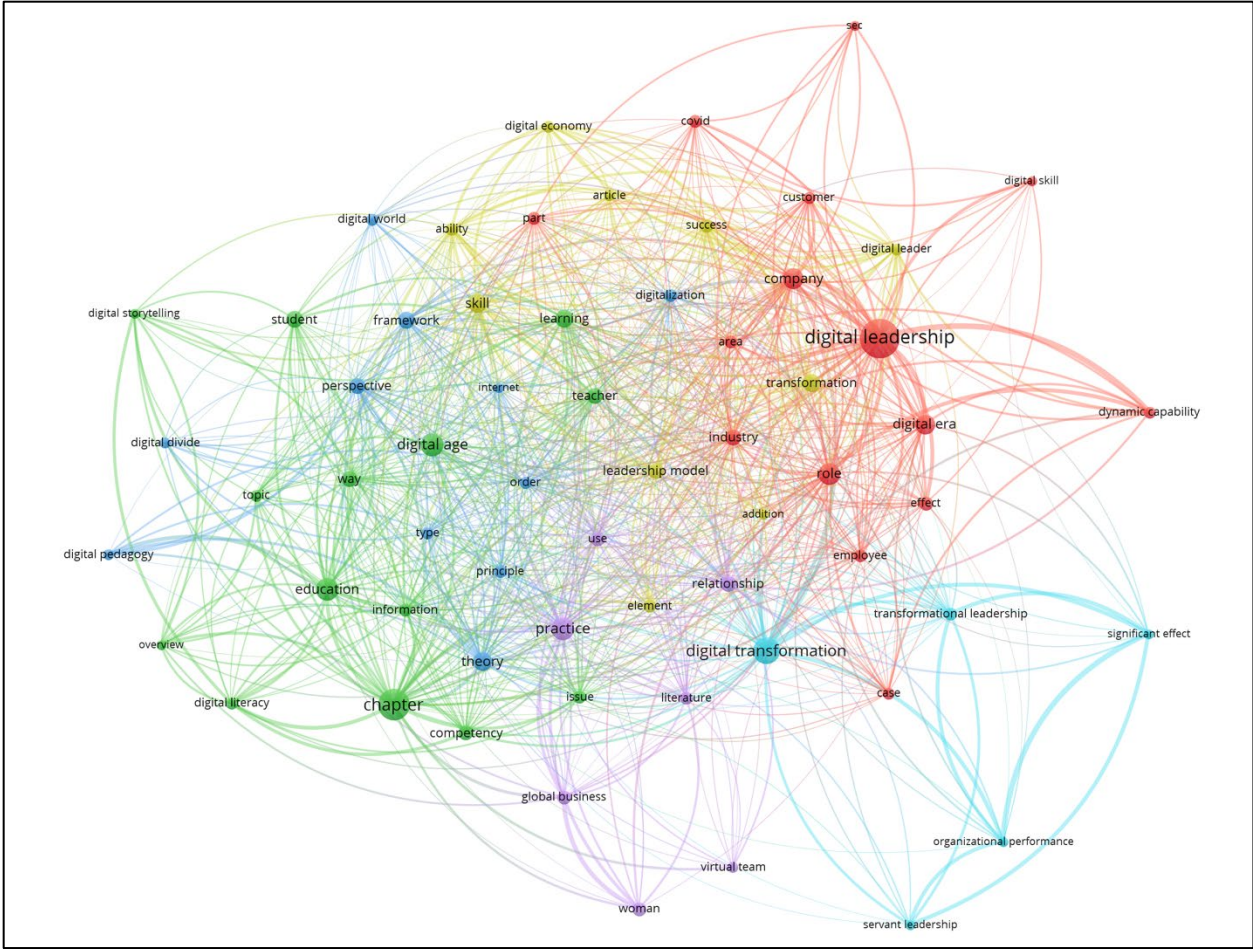 sec
covid
digital economy
digital skill
article
customer
part
digital world
success
ability
digital leader
company
digitalization
skill
digital storytelling
student
framework
learning
digital leadership
area
transformation
perspective
internet
teacher
dynamic capability
digital era
industry
digital divide
digital age
leadership model
role
way
order
topic
effect
addition
type
use
digital pedagogy
employee
principle
relationship
education
element
information
transformational leadership
practice
significant effect
overview
digital transformation
theory
case
issue
literature
digital literacy
chapter
competency
global business
organizational performance
virtual team
woman
servant leadership